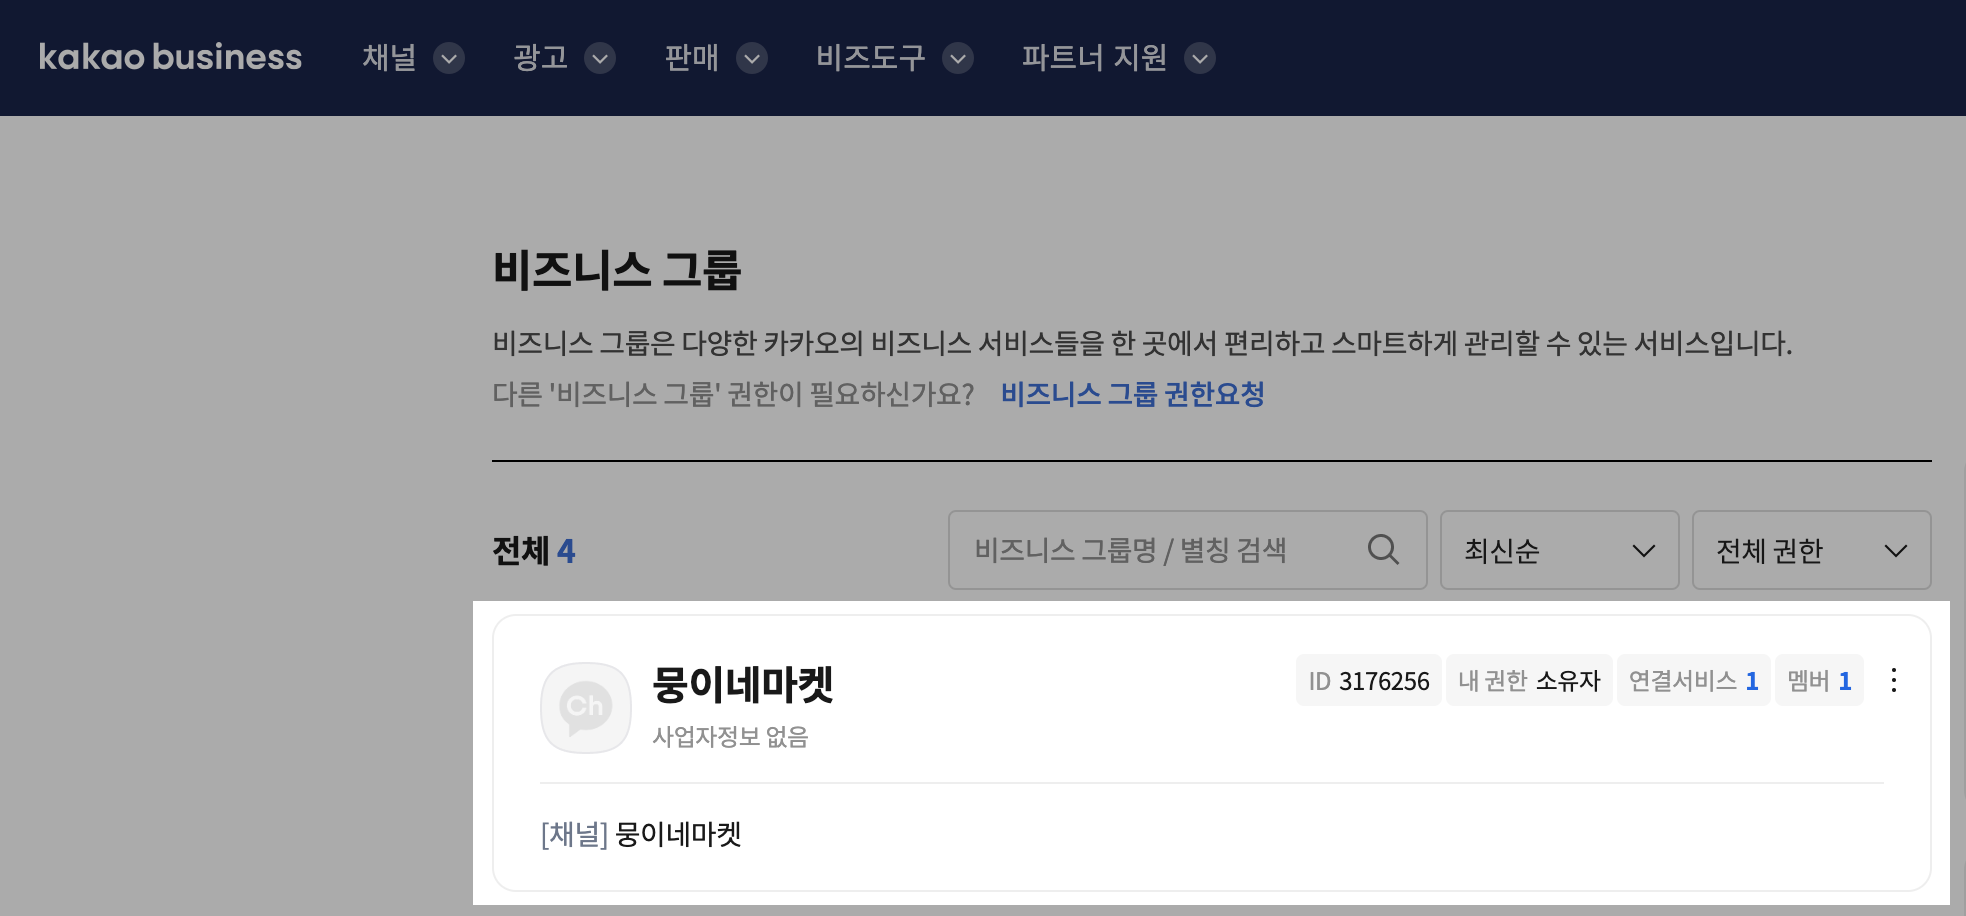 kakao business 채널 광고 판매 비즈도구 파트너 지원
비즈니스 그룹
비즈니스 그룹은 다양한 카카오의 비즈니스 서비스들을 한 곳에서 편리하고 스마트하게 관리할 수 있는 서비스입니다.
다른 '비즈니스 그룹' 권한이 필요하신가요? 비즈니스 그룹 권한요청
전체 4 비즈니스 그룹명 / 별칭 검색 최신순 전체 권한
Ch 뭉이네마켓 ID 3176256 내 권한 소유자 연결서비스 1 멤버 1
사업자정보 없음
[채널] 뭉이네마켓